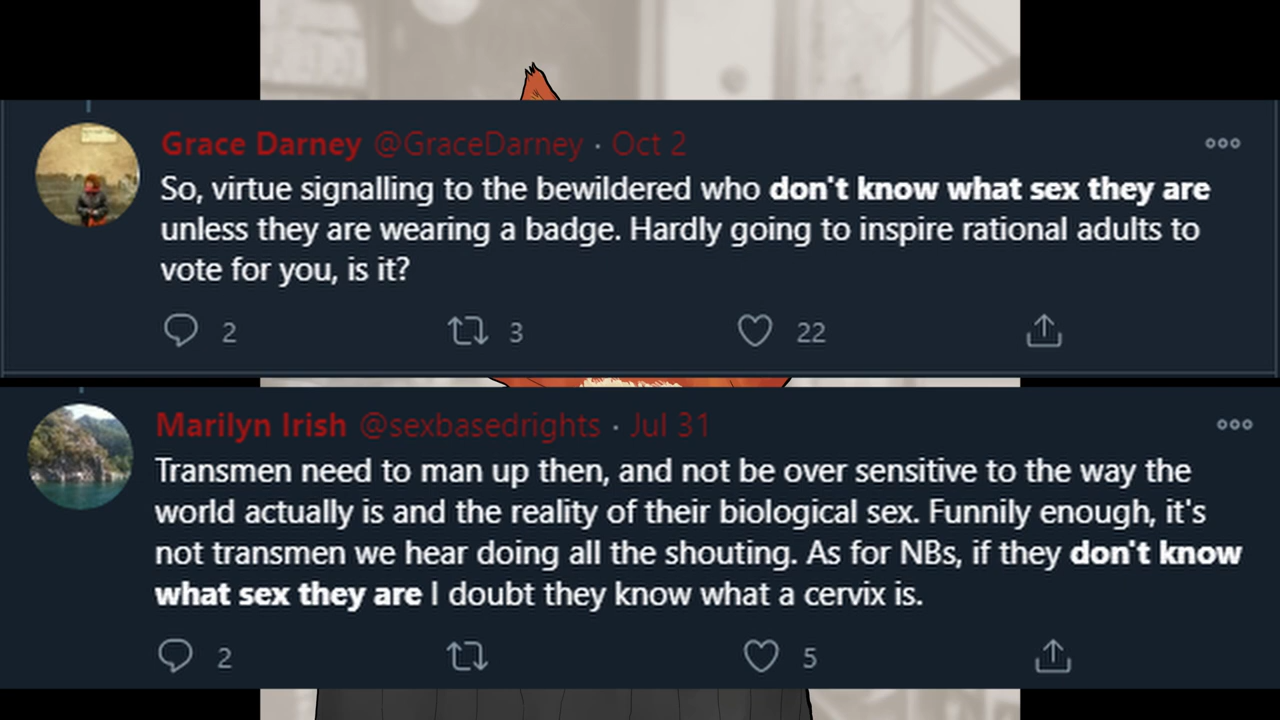 Grace Darney @GraceDarney · Oct 2
So, virtue signalling to the bewildered who don't know what sex they are
unless they are wearing a badge. Hardly going to inspire rational adults to
vote for you, is it?
2 3 22
Marilyn Irish @sexbasedrights · Jul 31
Transmen need to man up then, and not be over sensitive to the way the
world actually is and the reality of their biological sex. Funnily enough, it's
not transmen we hear doing all the shouting. As for NBs, if they don't know
what sex they are I doubt they know what a cervix is.
2 5